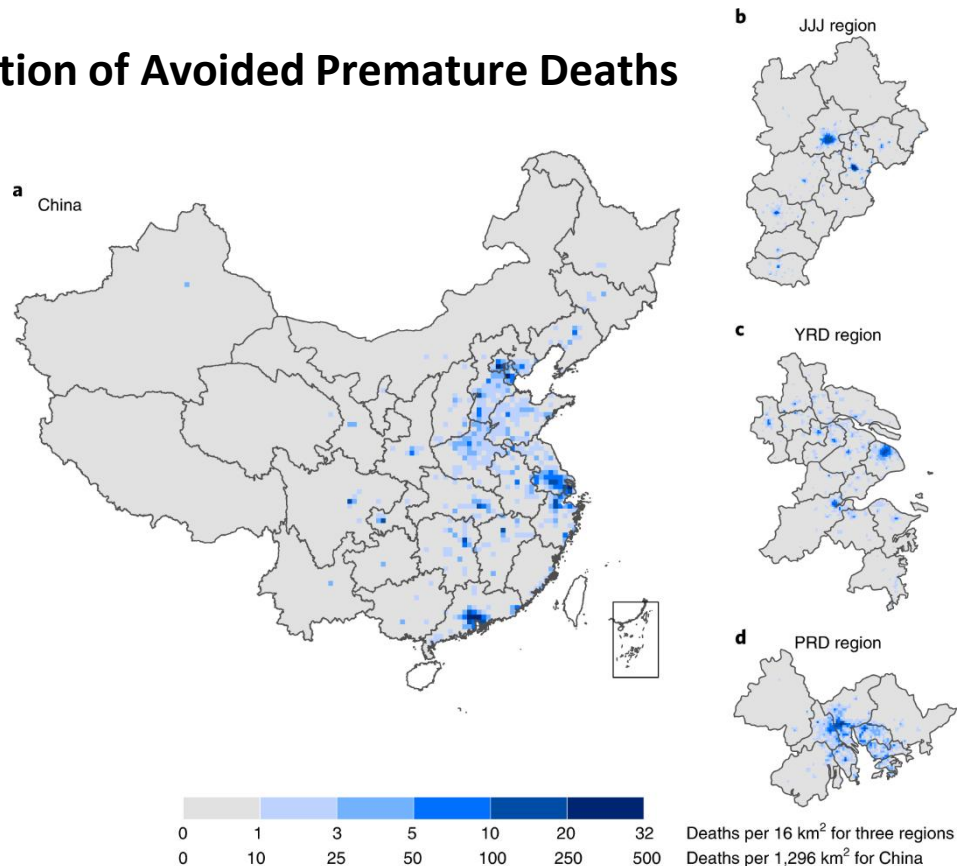 tion of Avoided Premature Deaths
a
China
b
JJJ region
c
YRD region
d
PRD region
0 1 3 5 10 20 32 Deaths per 16 km² for three regions
0 10 25 50 100 250 500 Deaths per 1,296 km² for China